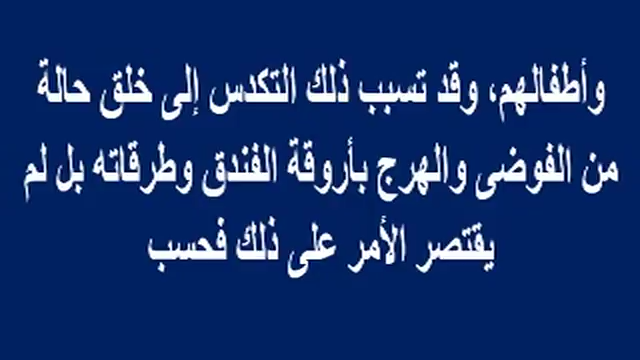 وأطفالهم، وقد تسبب ذلك التكدس إلى خلق حالة
من الفوضى والهرج بأروقة الفندق وطرقاته بل لم
يقتصر الأمر على ذلك فحسب